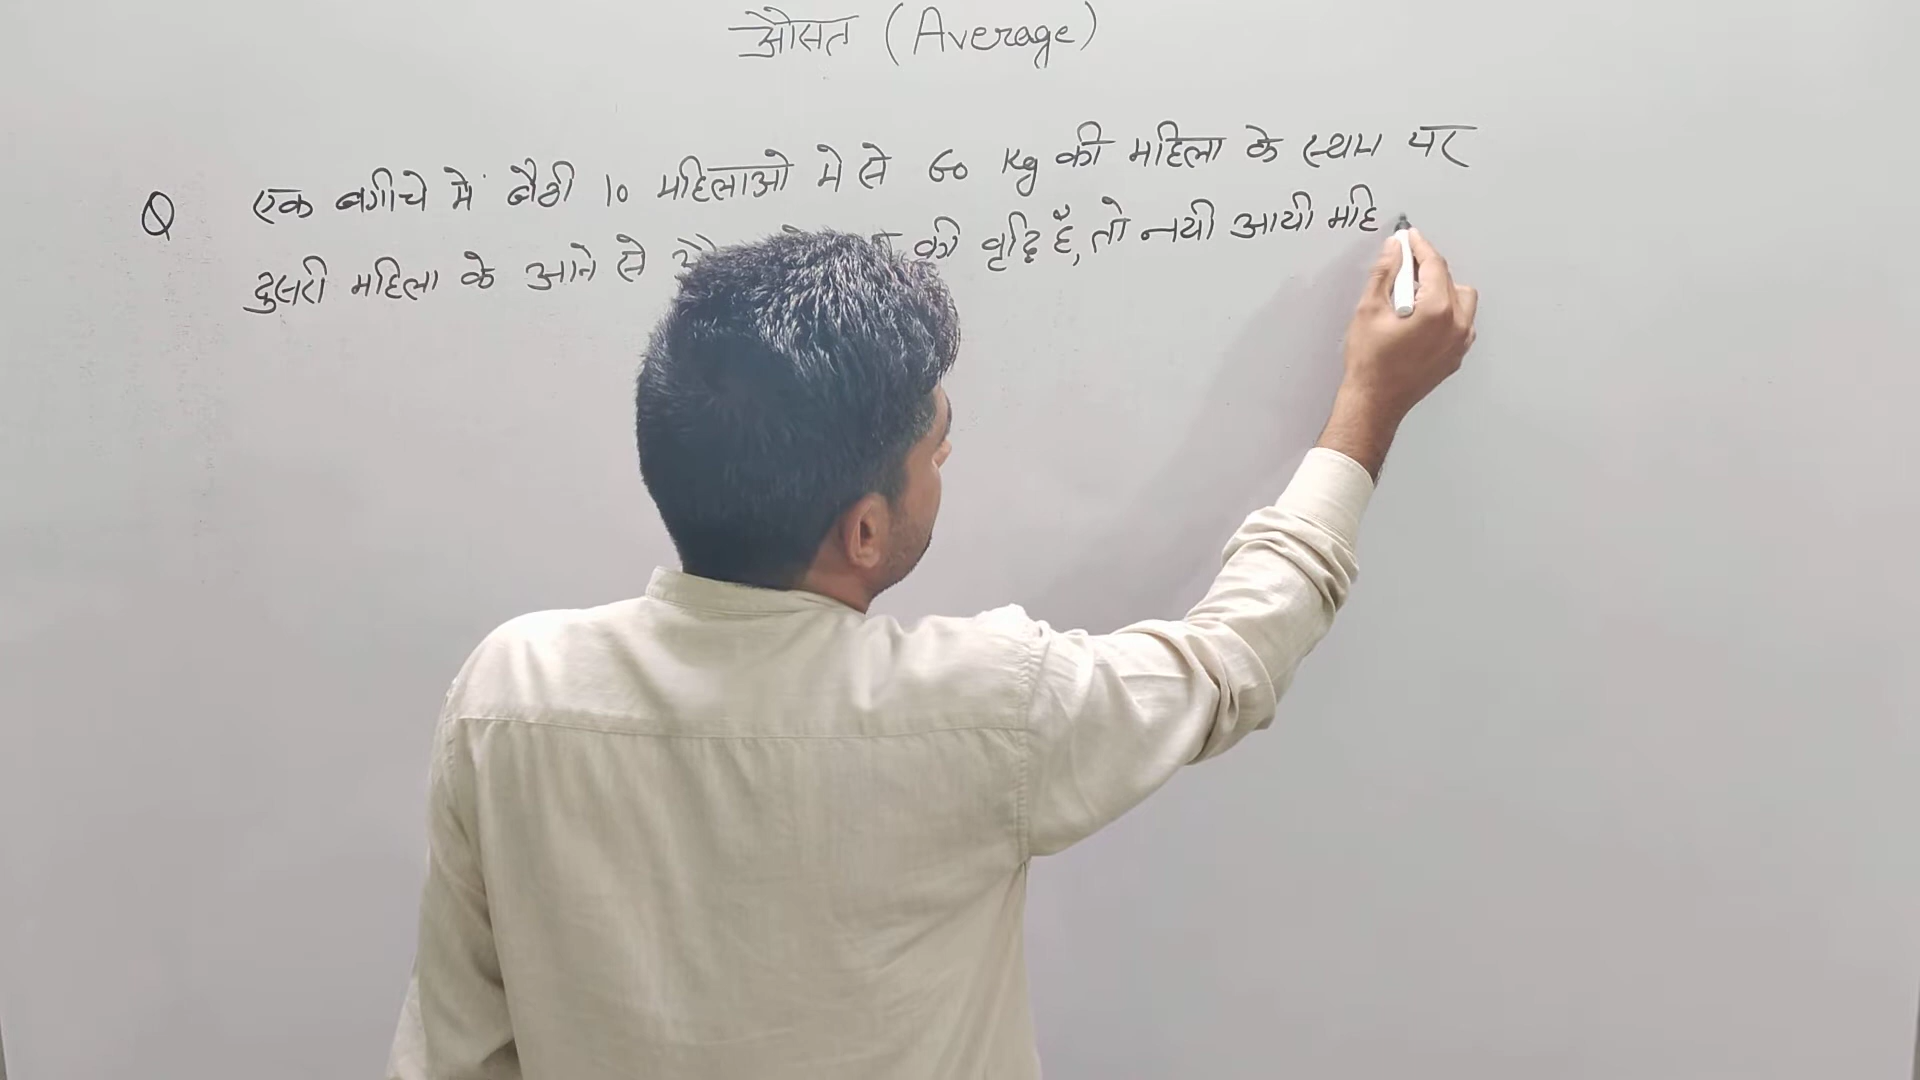 औसत (Average)
Q एक बगीचे में बैठी 10 महिलाओ मे से 60 Kg की महिला के स्थान पर
दुसरी महिला के आने से की वृद्धि हैं, तो नयी आयी महि